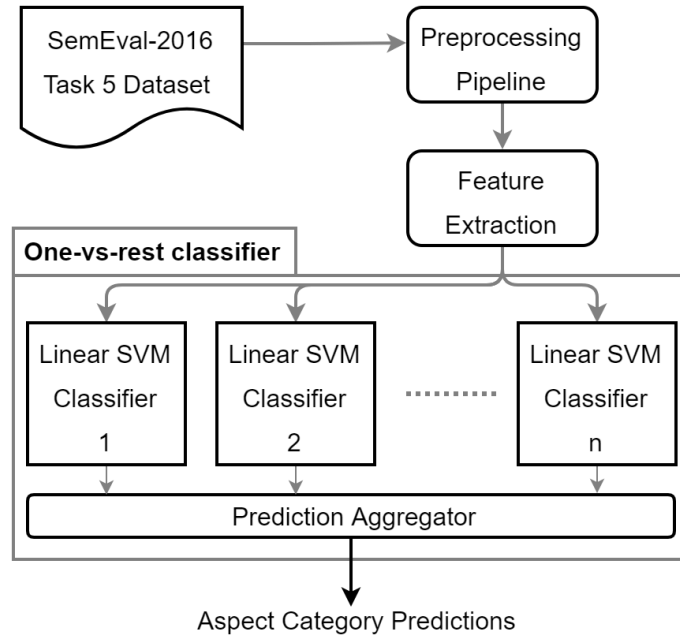 SemEval-2016
Task 5 Dataset
Preprocessing
Pipeline
Feature
Extraction
One-vs-rest classifier
Linear SVM
Classifier
1
Linear SVM
Classifier
2
Linear SVM
Classifier
n
Prediction Aggregator
Aspect Category Predictions